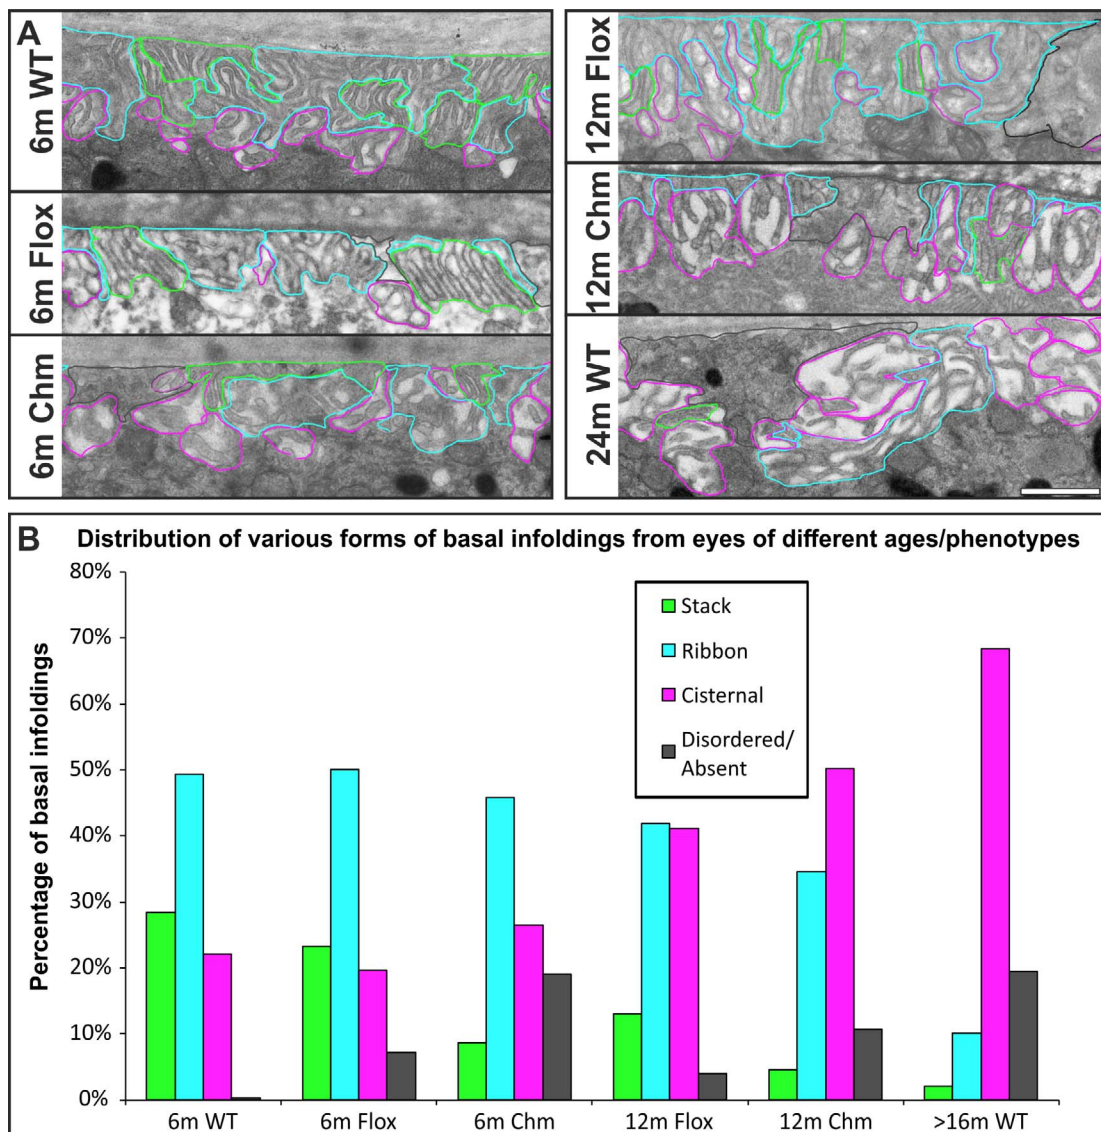 A
6m WT
6m Flox
6m Chm
12m Flox
12m Chm
24m WT
B Distribution of various forms of basal infoldings from eyes of different ages/phenotypes
Percentage of basal infoldings
80%
70%
60%
50%
40%
30%
20%
10%
0%
Stack
Ribbon
Cisternal
Disordered/
Absent
6m WT 6m Flox 6m Chm 12m Flox 12m Chm >16m WT